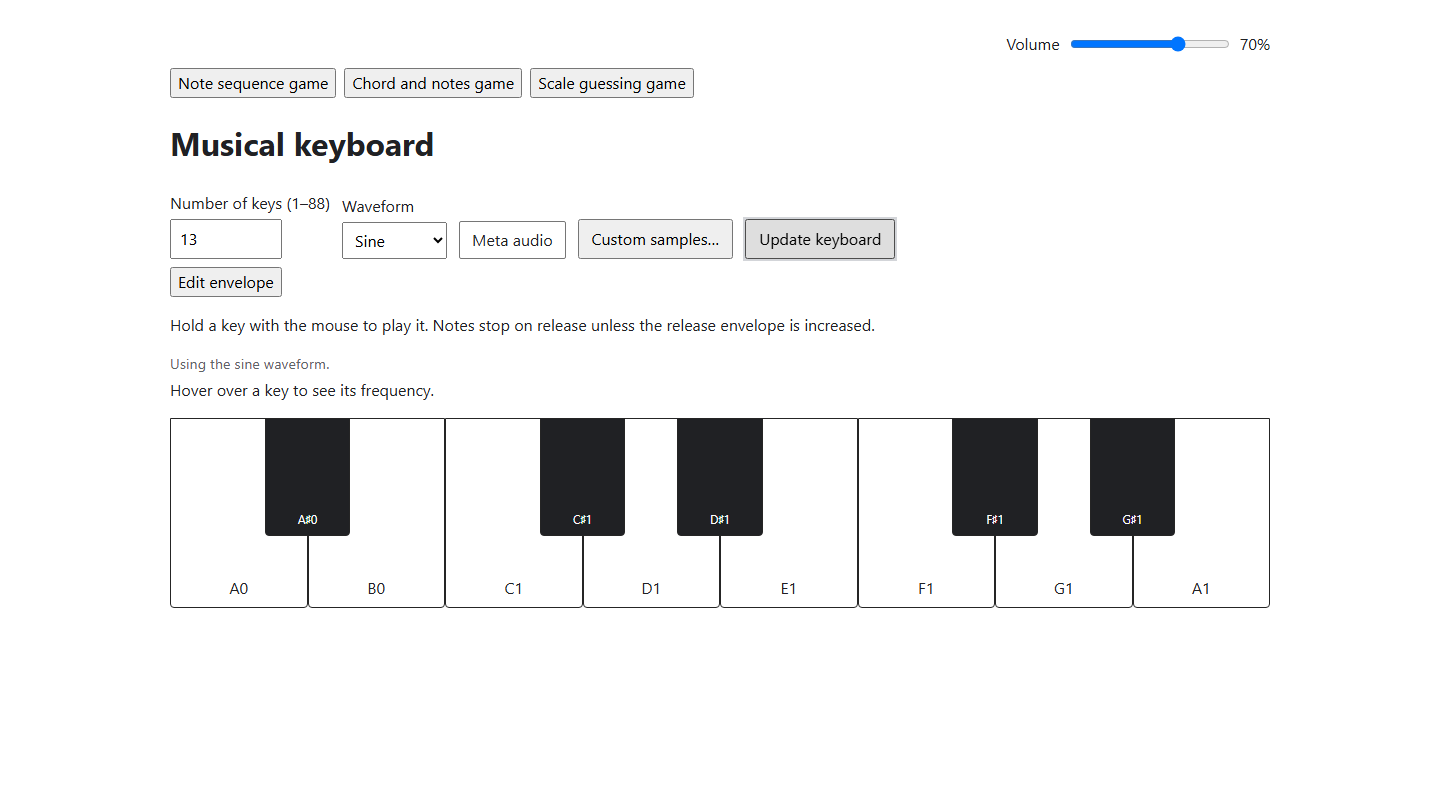 Volume 70%
Note sequence game Chord and notes game Scale guessing game
Musical keyboard
Number of keys (1–88) Waveform
13 Sine Meta audio Custom samples... Update keyboard
Edit envelope
Hold a key with the mouse to play it. Notes stop on release unless the release envelope is increased.
Using the sine waveform.
Hover over a key to see its frequency.
A♯0 C♯1 D♯1 F♯1 G♯1
A0 B0 C1 D1 E1 F1 G1 A1